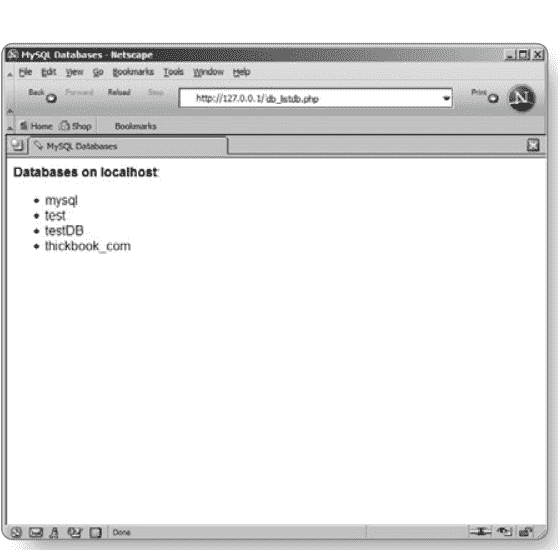 MySQL Databases - Netscape
File Edit View Go Bookmarks Tools Window Help
Back Forward Reload Stop http://127.0.0.1/db_listdb.php Print N
Home Shop Bookmarks
MySQL Databases
Databases on localhost:
mysql
test
testDB
thickbook_com
Done